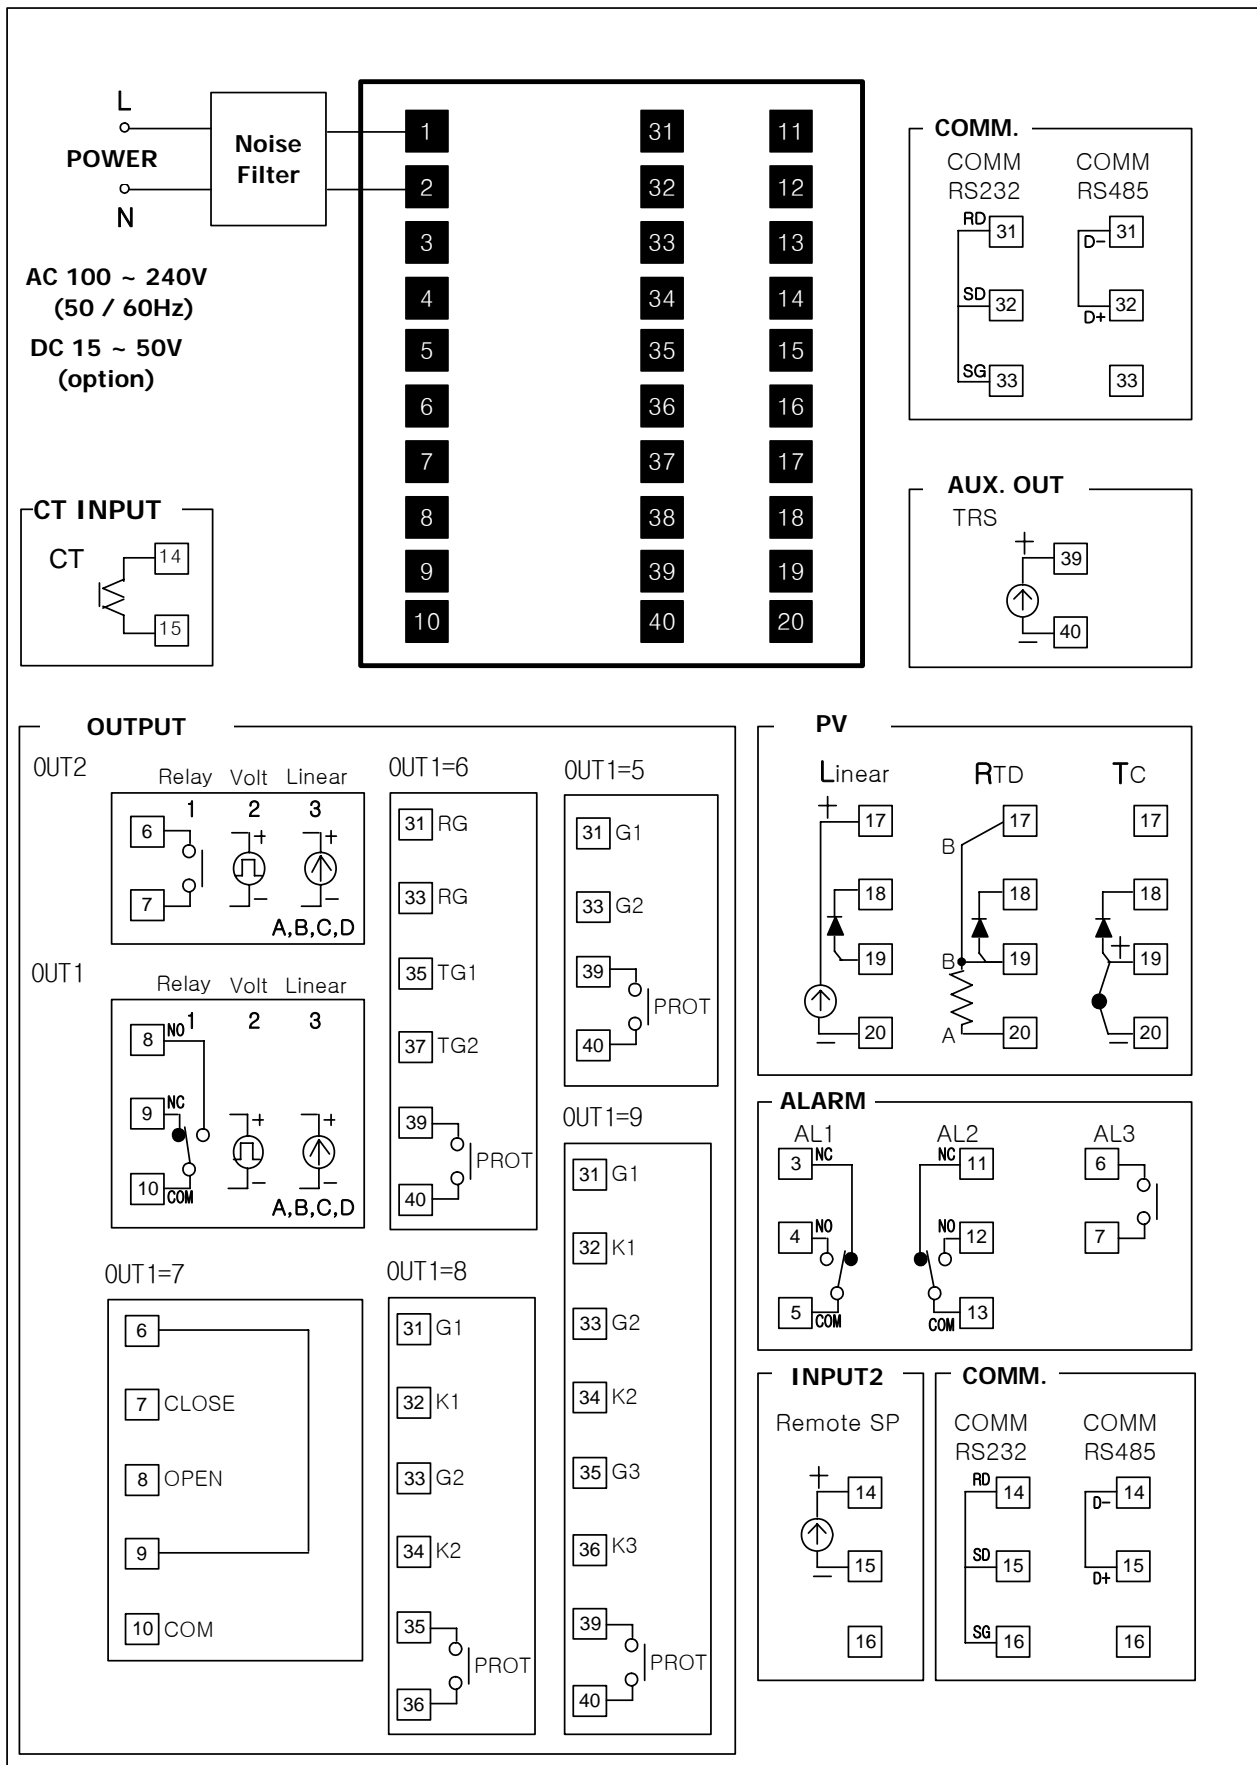 L
POWER
N
Noise
Filter
AC 100 ~ 240V
(50 / 60Hz)
DC 15 ~ 50V
(option)
1 31 11
2 32 12
3 33 13
4 34 14
5 35 15
6 36 16
7 37 17
8 38 18
9 39 19
10 40 20
COMM.
COMM COMM
RS232 RS485
RD 31 D- 31
SD 32 D+ 32
SG 33 33
CT INPUT
CT 14
15
AUX. OUT
TRS
+ 39
− 40
OUTPUT
OUT2
Relay Volt Linear
1 2 3
6 + +
7 − −
A,B,C,D
OUT1
Relay Volt Linear
1 2 3
8 NO
9 NC + +
10 COM − −
A,B,C,D
OUT1=7
6
7 CLOSE
8 OPEN
9
10 COM
OUT1=6
31 RG
33 RG
35 TG1
37 TG2
39
PROT
40
OUT1=8
31 G1
32 K1
33 G2
34 K2
35
PROT
36
OUT1=5
31 G1
33 G2
39
PROT
40
OUT1=9
31 G1
32 K1
33 G2
34 K2
35 G3
36 K3
39
PROT
40
PV
Linear RTD TC
+ 17 B 17 17
18 18 18
19 B 19 + 19
− 20 A 20 − 20
ALARM
AL1 AL2 AL3
3 NC NC 11 6
4 NO NO 12 7
5 COM COM 13
INPUT2
Remote SP
+ 14
− 15
16
COMM.
COMM COMM
RS232 RS485
RD 14 D- 14
SD 15 D+ 15
SG 16 16